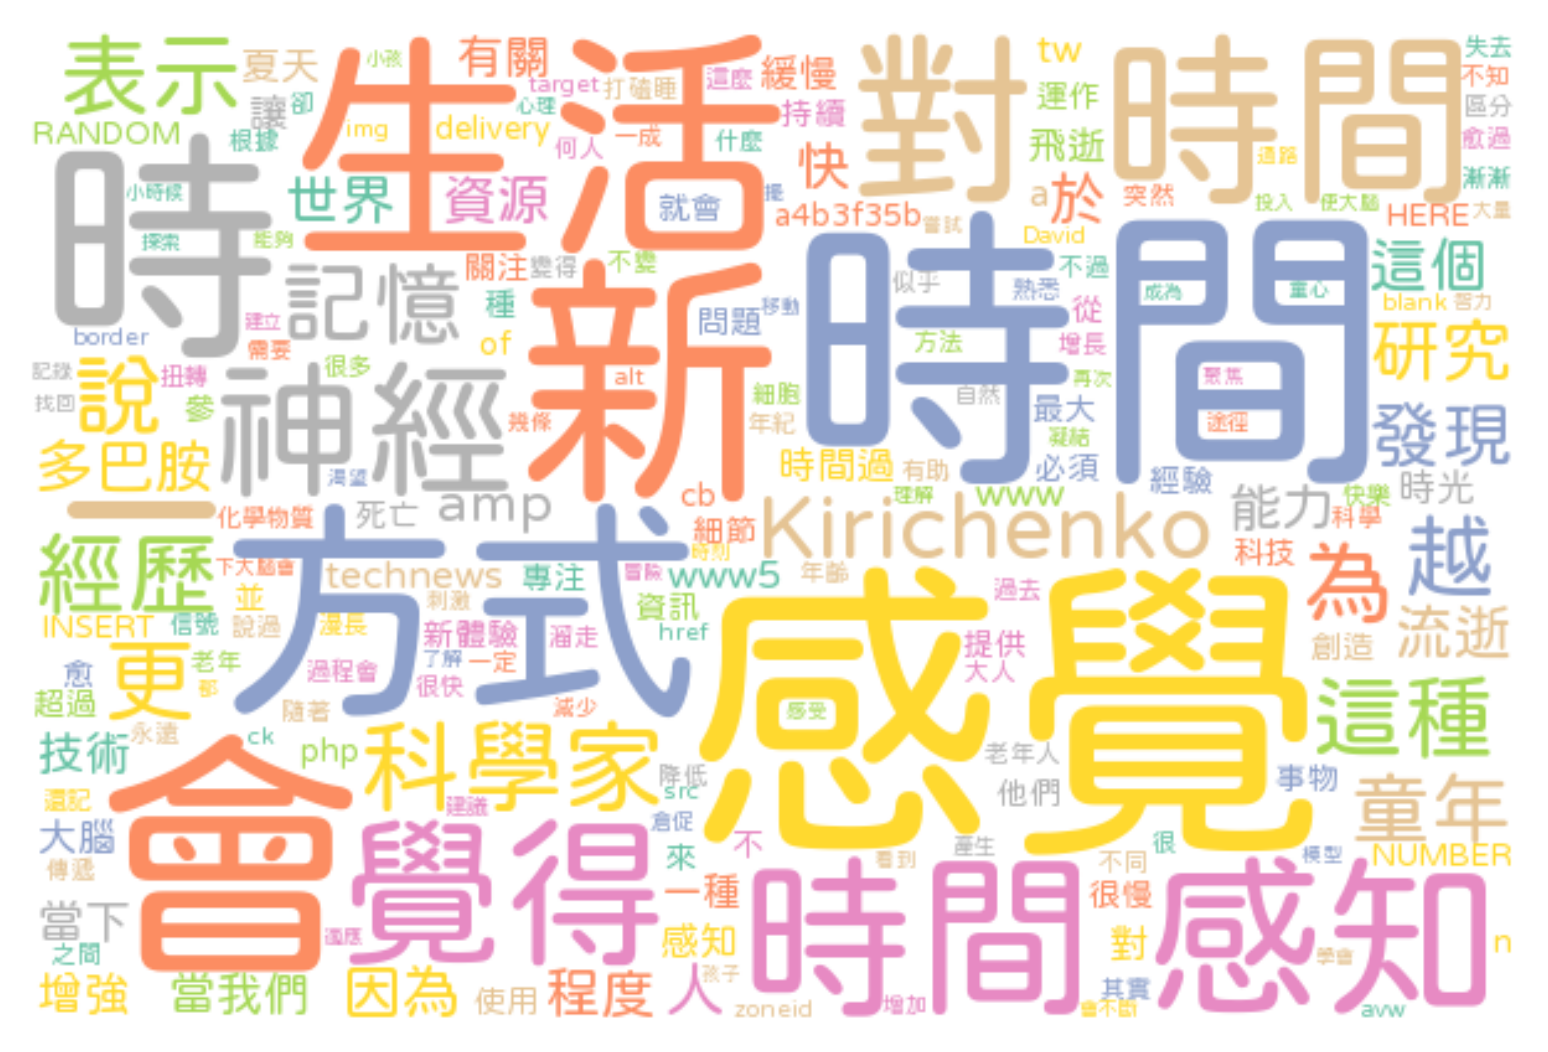 表示
夏天
小孩
有關
target
打磕睡
這麼
緩慢
tw
失去
不知
讓
卻
心理
運作
區分
RANDOM
根據
img
delivery
何人
一成
什麼
持續
飛逝
愈過
生活
對時間
快
過路
漸漸
時
小時候
世界
資源
就會
a4b3f35b
a
於
突然
投入
使大腦
HERE
大量
嘗試
David
探索
能夠
記憶
關注
變得
不變
不過
這個
似乎
熟悉
成為
童心
種
新
問題
移動
時間
從
blank
智力
border
建立
需要
of
方法
增長
研究
記錄
找回
說
扭轉
很多
參
神經
幾條
alt
細胞
年紀
自然
再次
聚焦
最大
途徑
凝結
發現
多巴胺
渴望
時間過
有助
必須
經驗
一
化學物質
死亡
amp
cb
細節
理解
www
能力
快樂
時光
科學
Kirichenko
科技
越
經歷
方式
時刻
下大腦會
technews
專注
冒險
www5
年齡
為
並
刺激
資訊
過去
INSERT
信號
說過
漫長
新體驗
溜走
href
感覺
提供
大人
創造
流逝
更
老年
都
愈
過程會
了解
一定
很快
超過
隨著
減少
感受
這種
技術
永遠
ck
php
科學家
降低
src
老年人
他們
事物
童年
還記
會
建議
大腦
覺得
倉促
來
不
看到
產生
不同
很
模型
NUMBER
傳遞
一種
時間感知
很慢
當下
之間
適應
感知
對
學會
n
增強
當我們
因為
使用
程度
人
孩子
zoneid
增加
其實
會不斷
avw